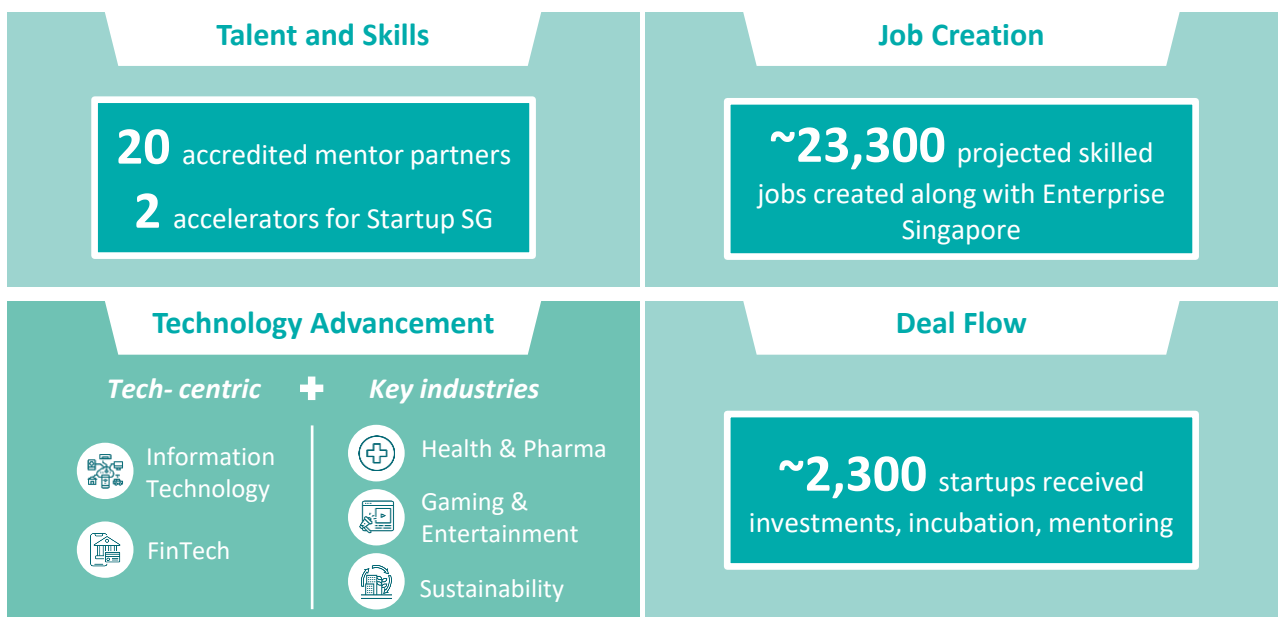 Talent and Skills
20 accredited mentor partners
2 accelerators for Startup SG
Job Creation
~23,300 projected skilled
jobs created along with Enterprise
Singapore
Technology Advancement
Tech- centric + Key industries
Information
Technology
FinTech
Health & Pharma
Gaming &
Entertainment
Sustainability
Deal Flow
~2,300 startups received
investments, incubation, mentoring